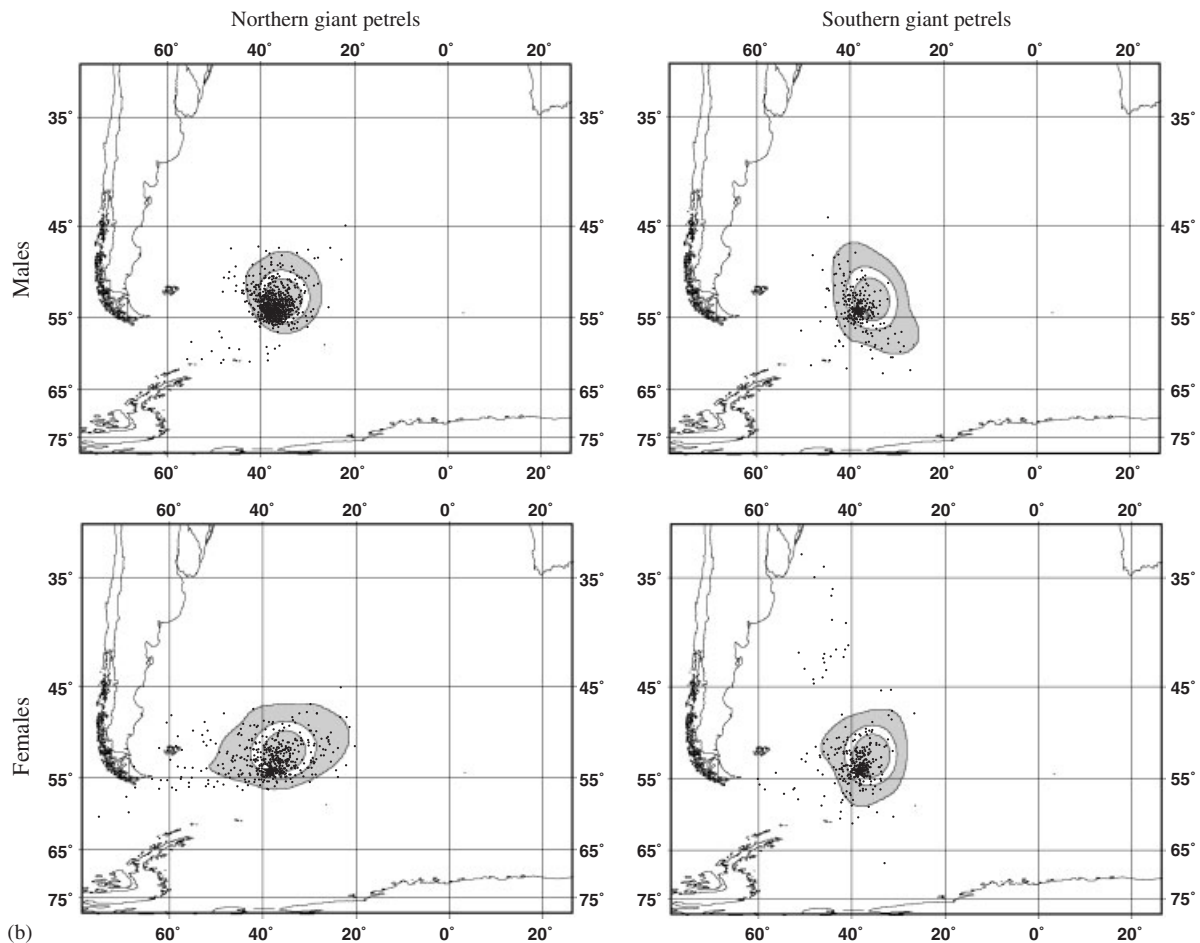 Northern giant petrels Southern giant petrels
60˚ 40˚ 20˚ 0˚ 20˚ 60˚ 40˚ 20˚ 0˚ 20˚
35˚ 35˚ 35˚
45˚ 45˚ 45˚ 45˚
55˚ 55˚ 55˚ 55˚
65˚ 65˚ 65˚ 65˚
75˚ 75˚ 75˚ 75˚
60˚ 40˚ 20˚ 0˚ 20˚ 60˚ 40˚ 20˚ 0˚ 20˚
Males
60˚ 40˚ 20˚ 0˚ 20˚ 60˚ 40˚ 20˚ 0˚ 20˚
35˚ 35˚ 35˚ 35˚
45˚ 45˚ 45˚ 45˚
55˚ 55˚ 55˚ 55˚
65˚ 65˚ 65˚ 65˚
75˚ 75˚ 75˚ 75˚
60˚ 40˚ 20˚ 0˚ 20˚ 60˚ 40˚ 20˚ 0˚ 20˚
Females
(b)